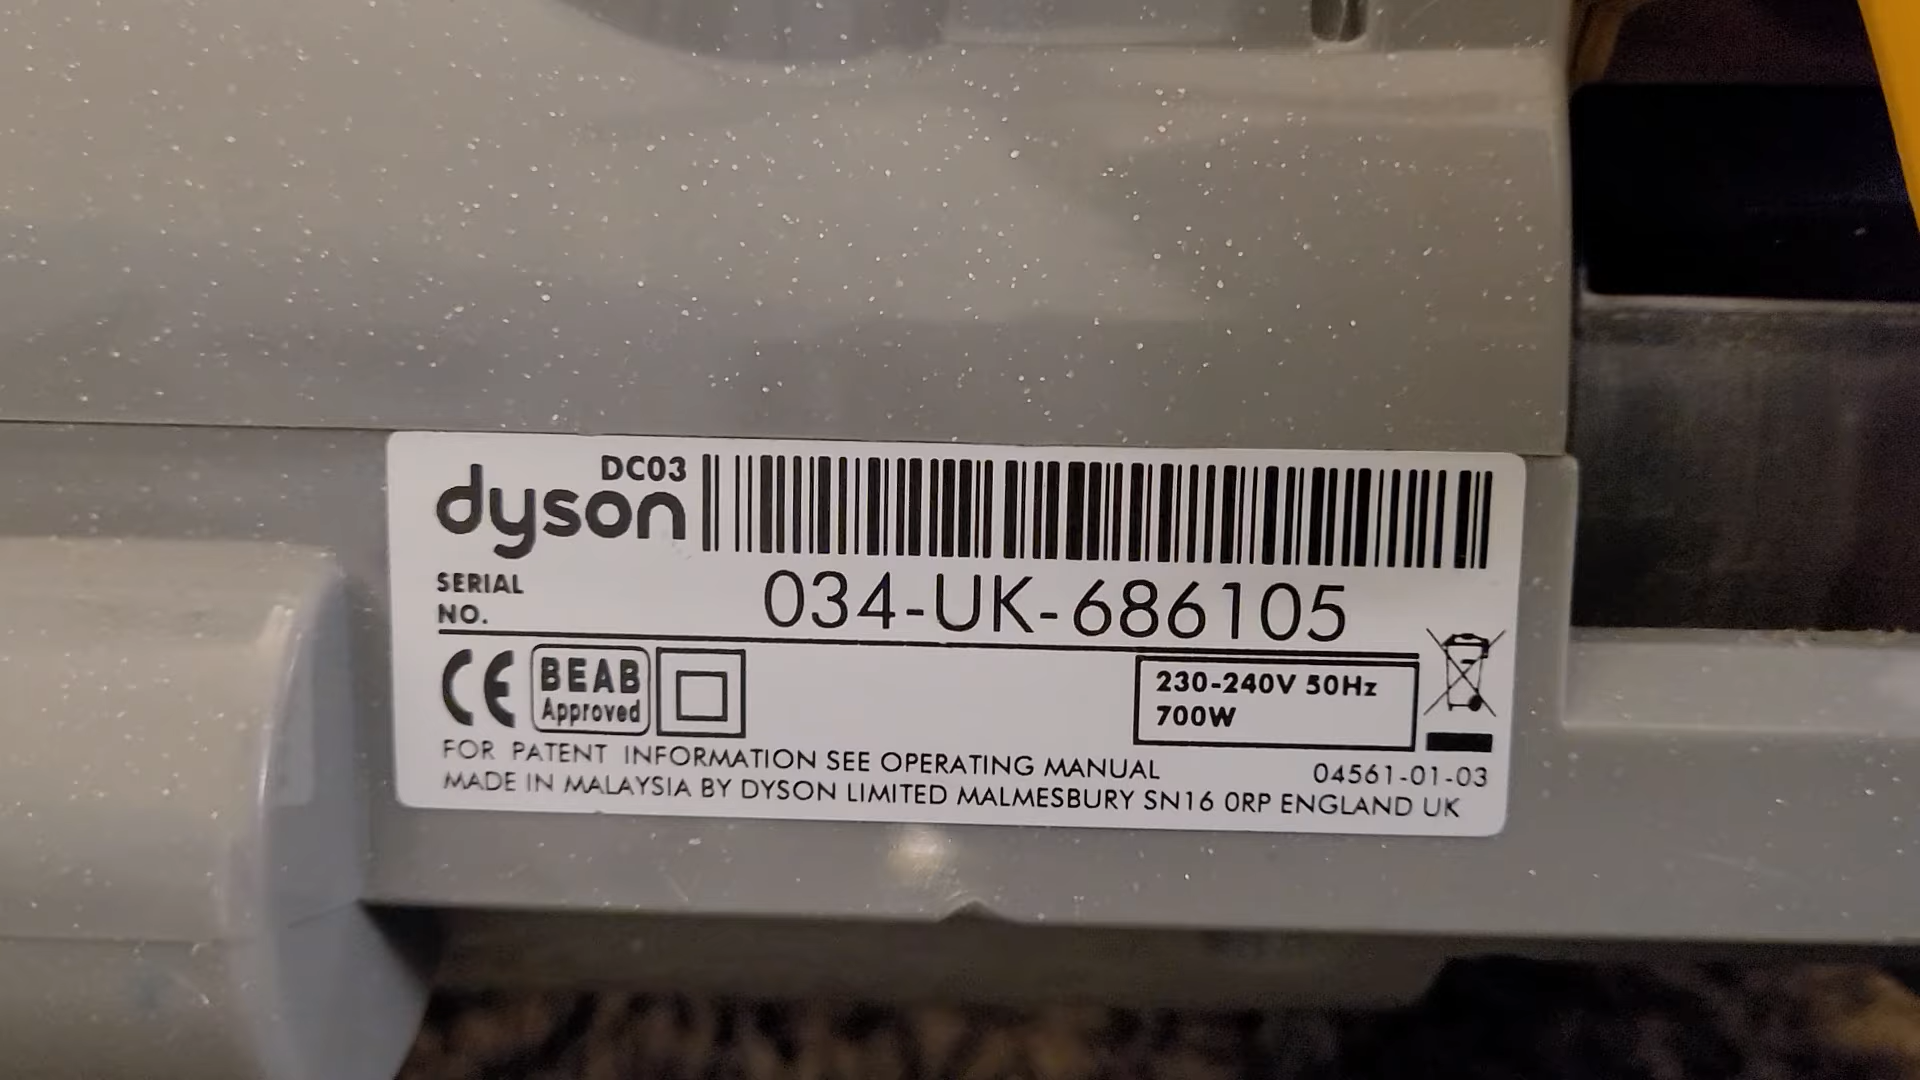 DC03
dyson
SERIAL
NO.
034-UK-686105
CE
BEAB
Approved
230-240V 50Hz
700W
FOR PATENT INFORMATION SEE OPERATING MANUAL
04561-01-03
MADE IN MALAYSIA BY DYSON LIMITED MALMESBURY SN16 0RP ENGLAND UK